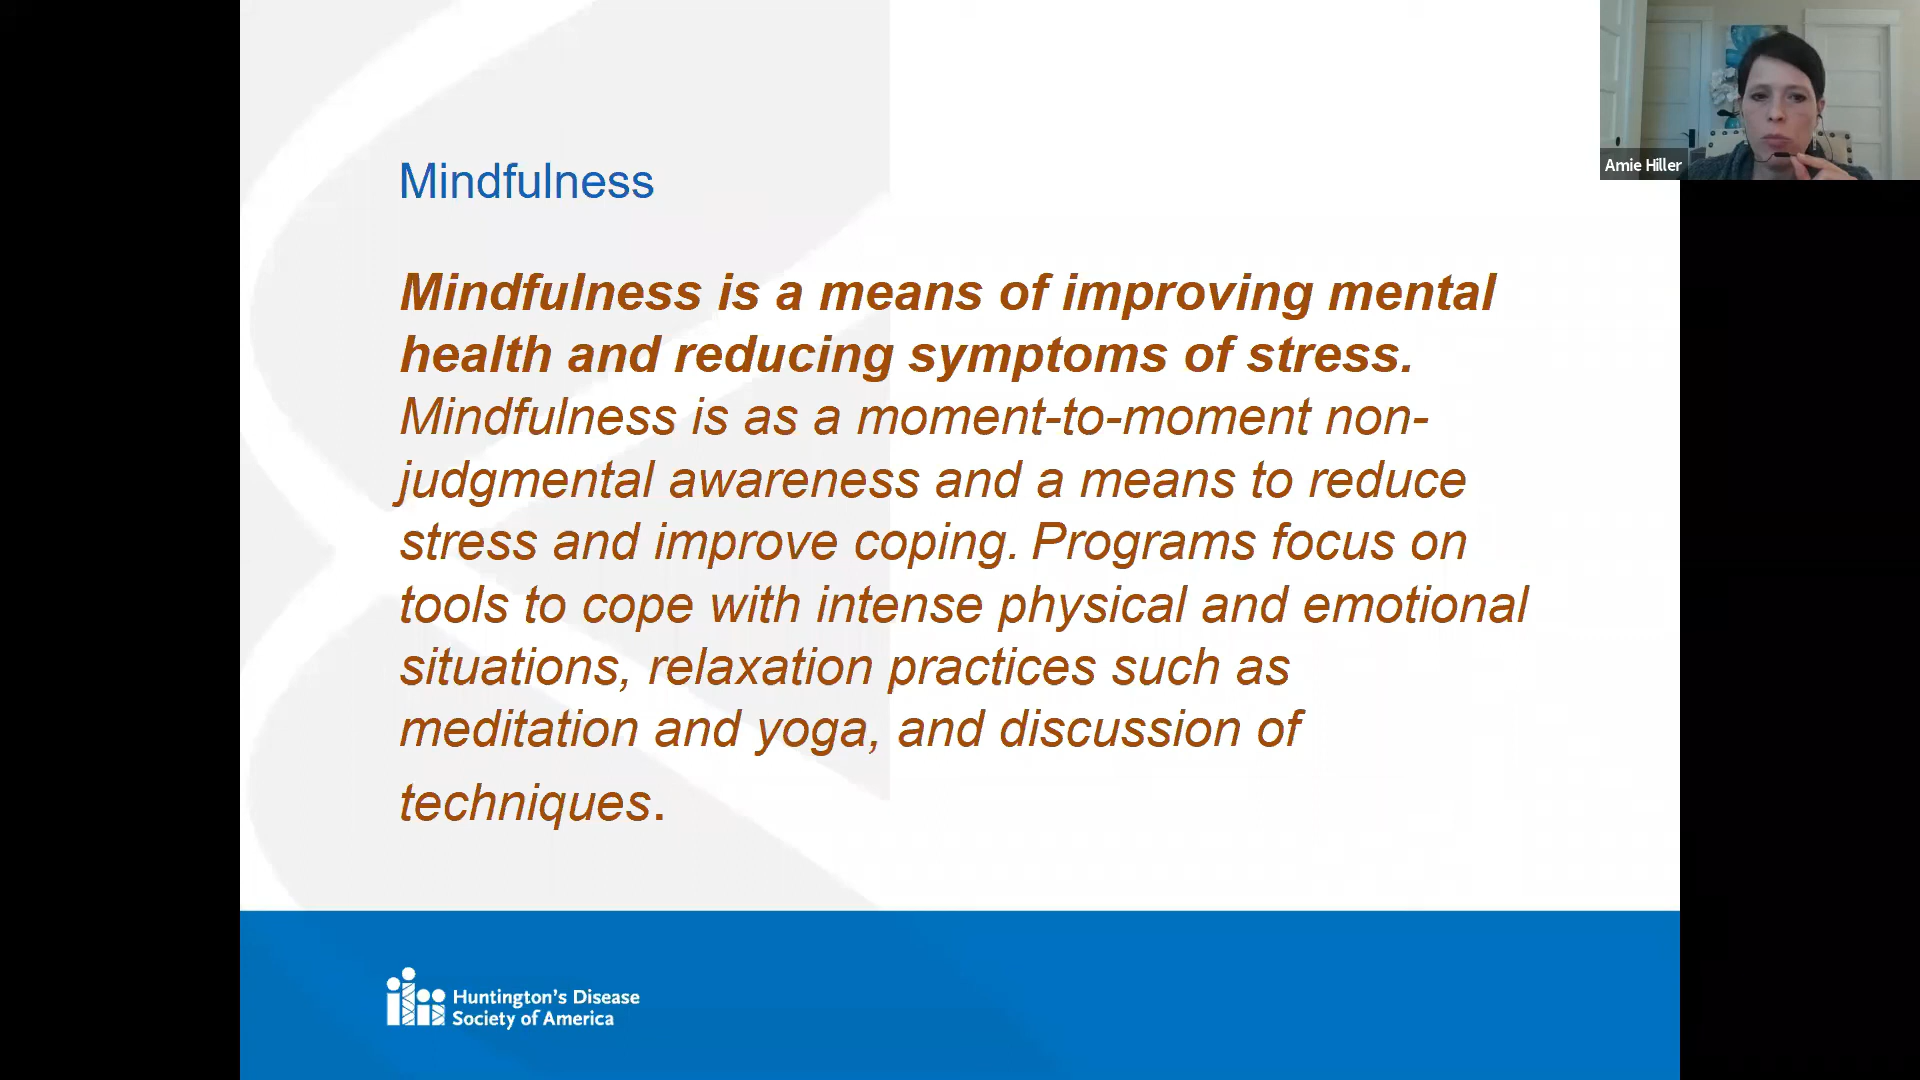 Mindfulness
Mindfulness is a means of improving mental
health and reducing symptoms of stress.
Mindfulness is as a moment-to-moment non-
judgmental awareness and a means to reduce
stress and improve coping. Programs focus on
tools to cope with intense physical and emotional
situations, relaxation practices such as
meditation and yoga, and discussion of
techniques.
Amie Hiller
Huntington's Disease
Society of America